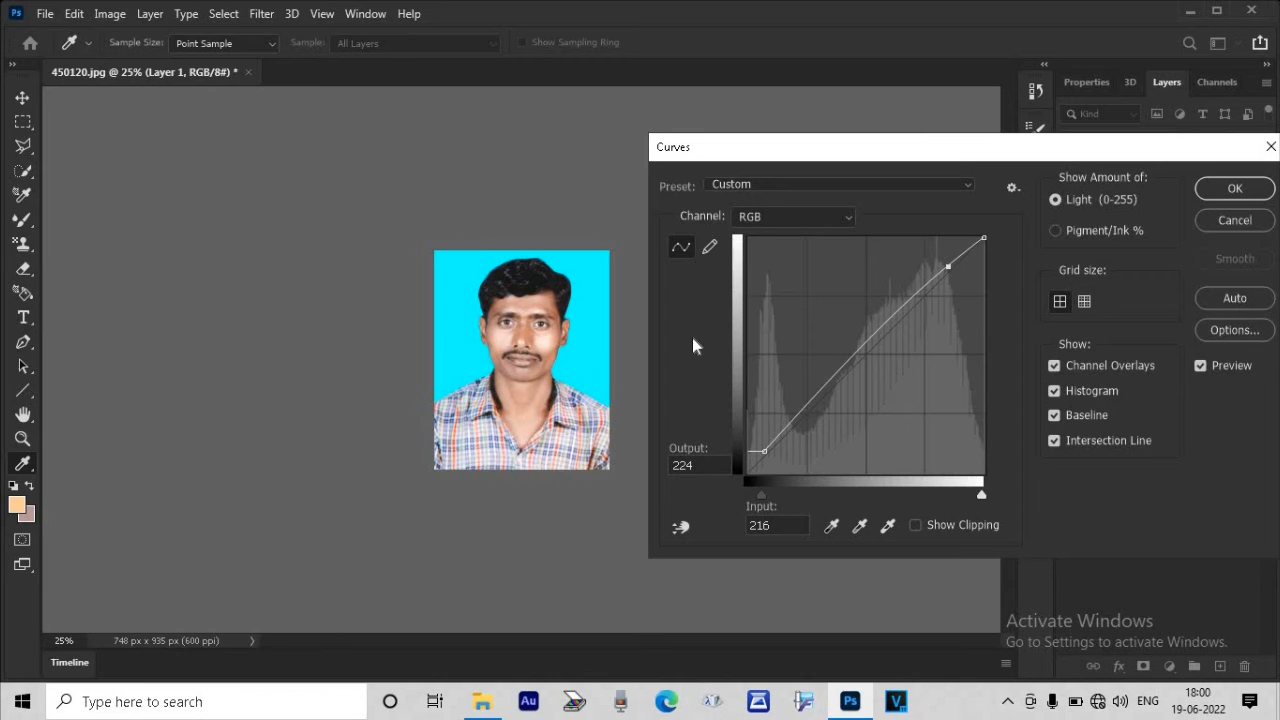 Ps File Edit Image Layer Type Select Filter 3D View Window Help
Sample Size: Point Sample Sample: All Layers Show Sampling Ring
450120.jpg @ 25% (Layer 1, RGB/8#) * ×
Properties 3D Layers Channels
Kind
Curves
Preset: Custom
Channel: RGB
Output:
224
Input:
216
Show Clipping
Show Amount of:
Light (0-255)
Pigment/Ink %
Grid size:
Show:
Channel Overlays
Histogram
Baseline
Intersection Line
OK
Cancel
Smooth
Auto
Options...
Preview
Activate Windows
Go to Settings to activate Windows.
25% 748 px x 935 px (600 ppi)
Timeline
Type here to search
Au
Ps
V
ENG
18:00
19-06-2022